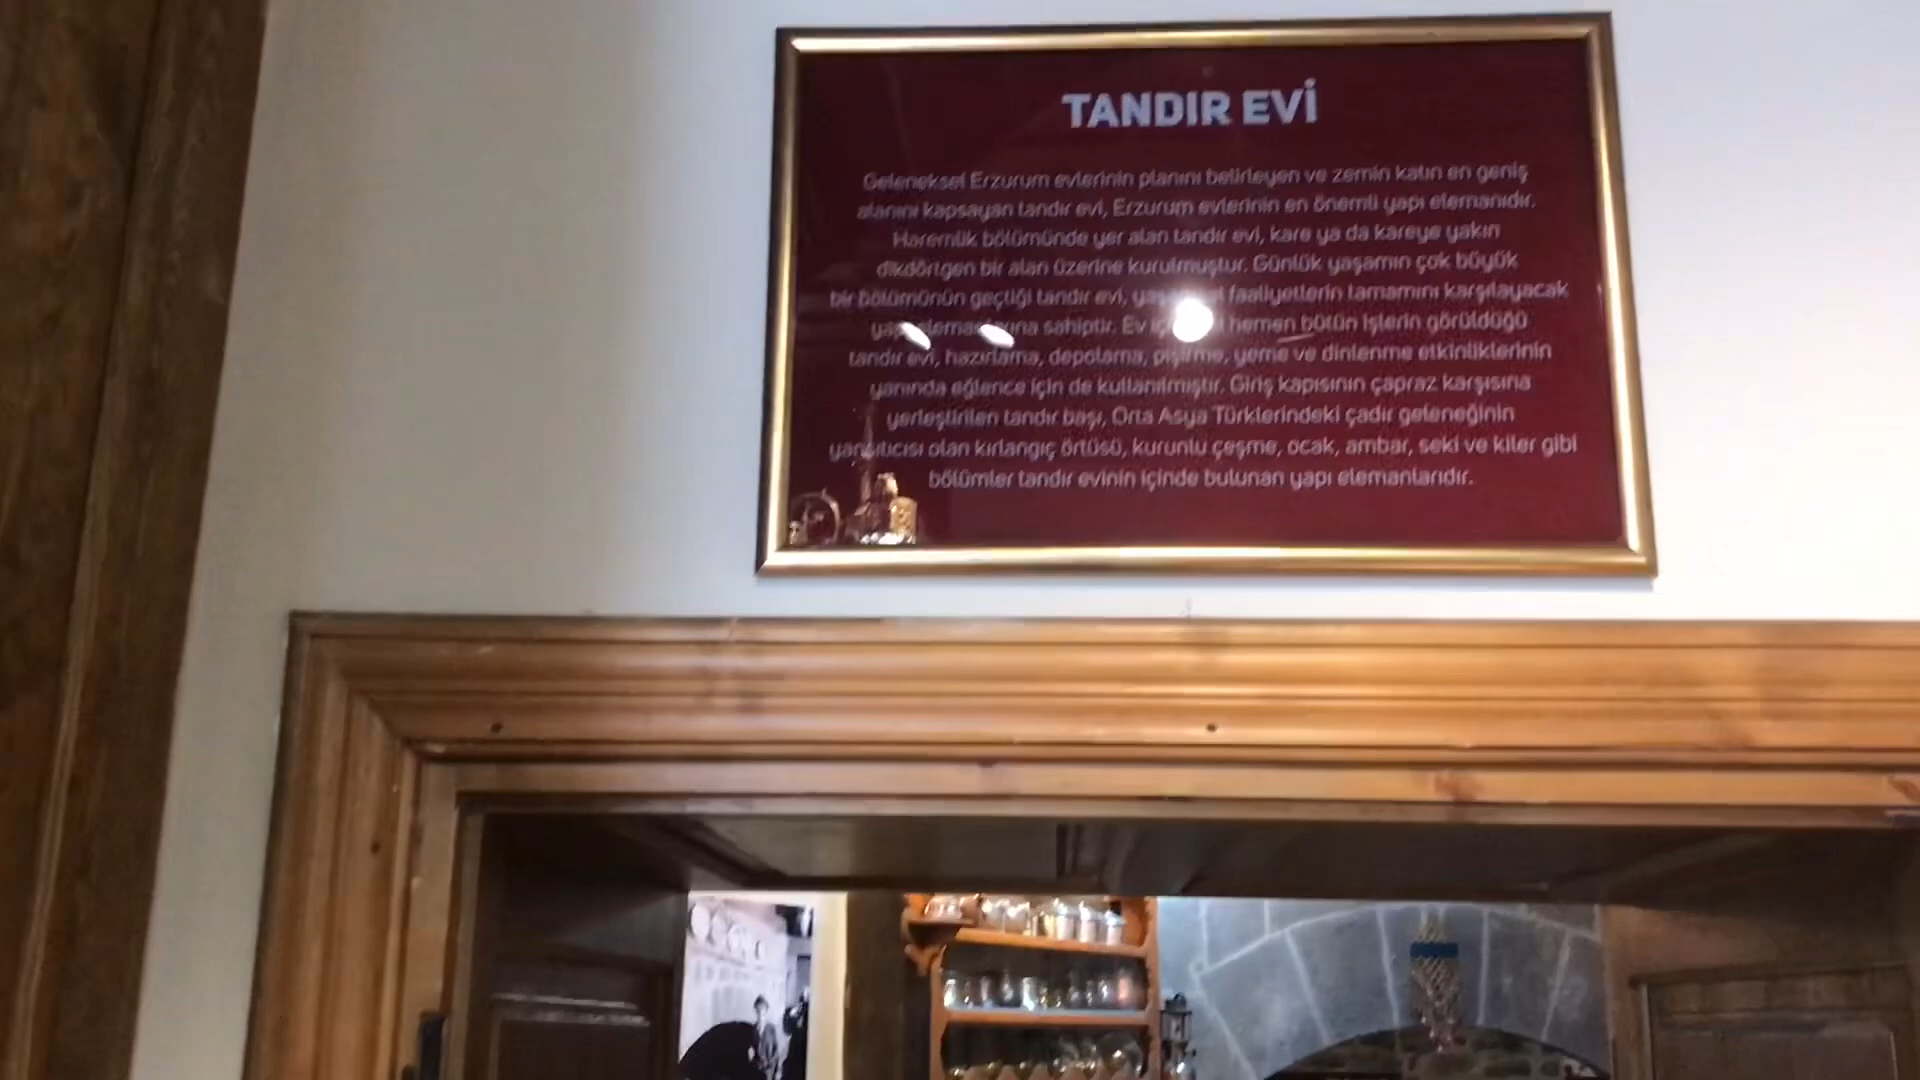 TANDIR EVİ
Geleneksel Erzurum evlerinin planını belirleyen ve zemin katın en geniş
alanını kapsayan tandır evi, Erzurum evlerinin en önemli yapı elemanıdır.
Haremlik bölümünde yer alan tandır evi, kare ya da kareye yakın
dikdörtgen bir alan üzerine kurulmuştur. Günlük yaşamın çok büyük
bir bölümünün geçtiği tandır evi, faaliyetlerin tamamını karşılayacak
sahiptir. Ev hemen bütün işlerin görüldüğü
tandır evi, hazırlama, depolama, pişirme, yeme ve dinlenme etkinliklerinin
yanında eğlence için de kullanılmıştır. Giriş kapısının çapraz karşısına
yerleştirilen tandır başı, Orta Asya Türklerindeki çadır geleneğinin
yansıtıcısı olan kırlangıç örtüsü, kurunlu çeşme, ocak, ambar, seki ve kiler gibi
bölümler tandır evinin içinde bulunan yapı elemanlarıdır.